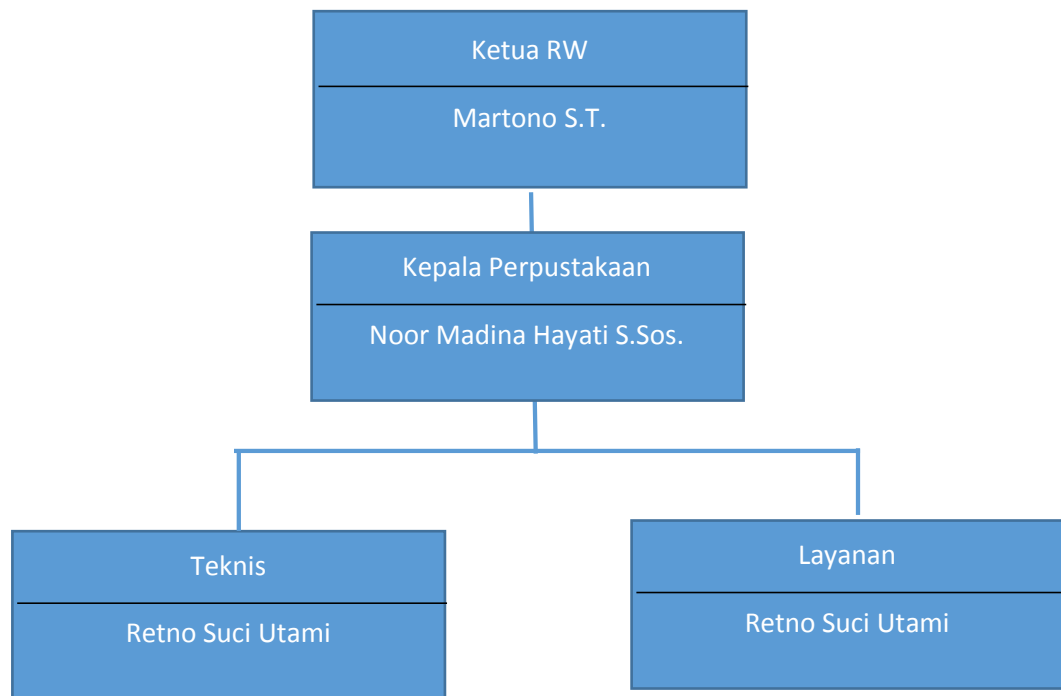 Ketua RW
Martono S.T.
Kepala Perpustakaan
Noor Madina Hayati S.Sos.
Teknis
Retno Suci Utami
Layanan
Retno Suci Utami